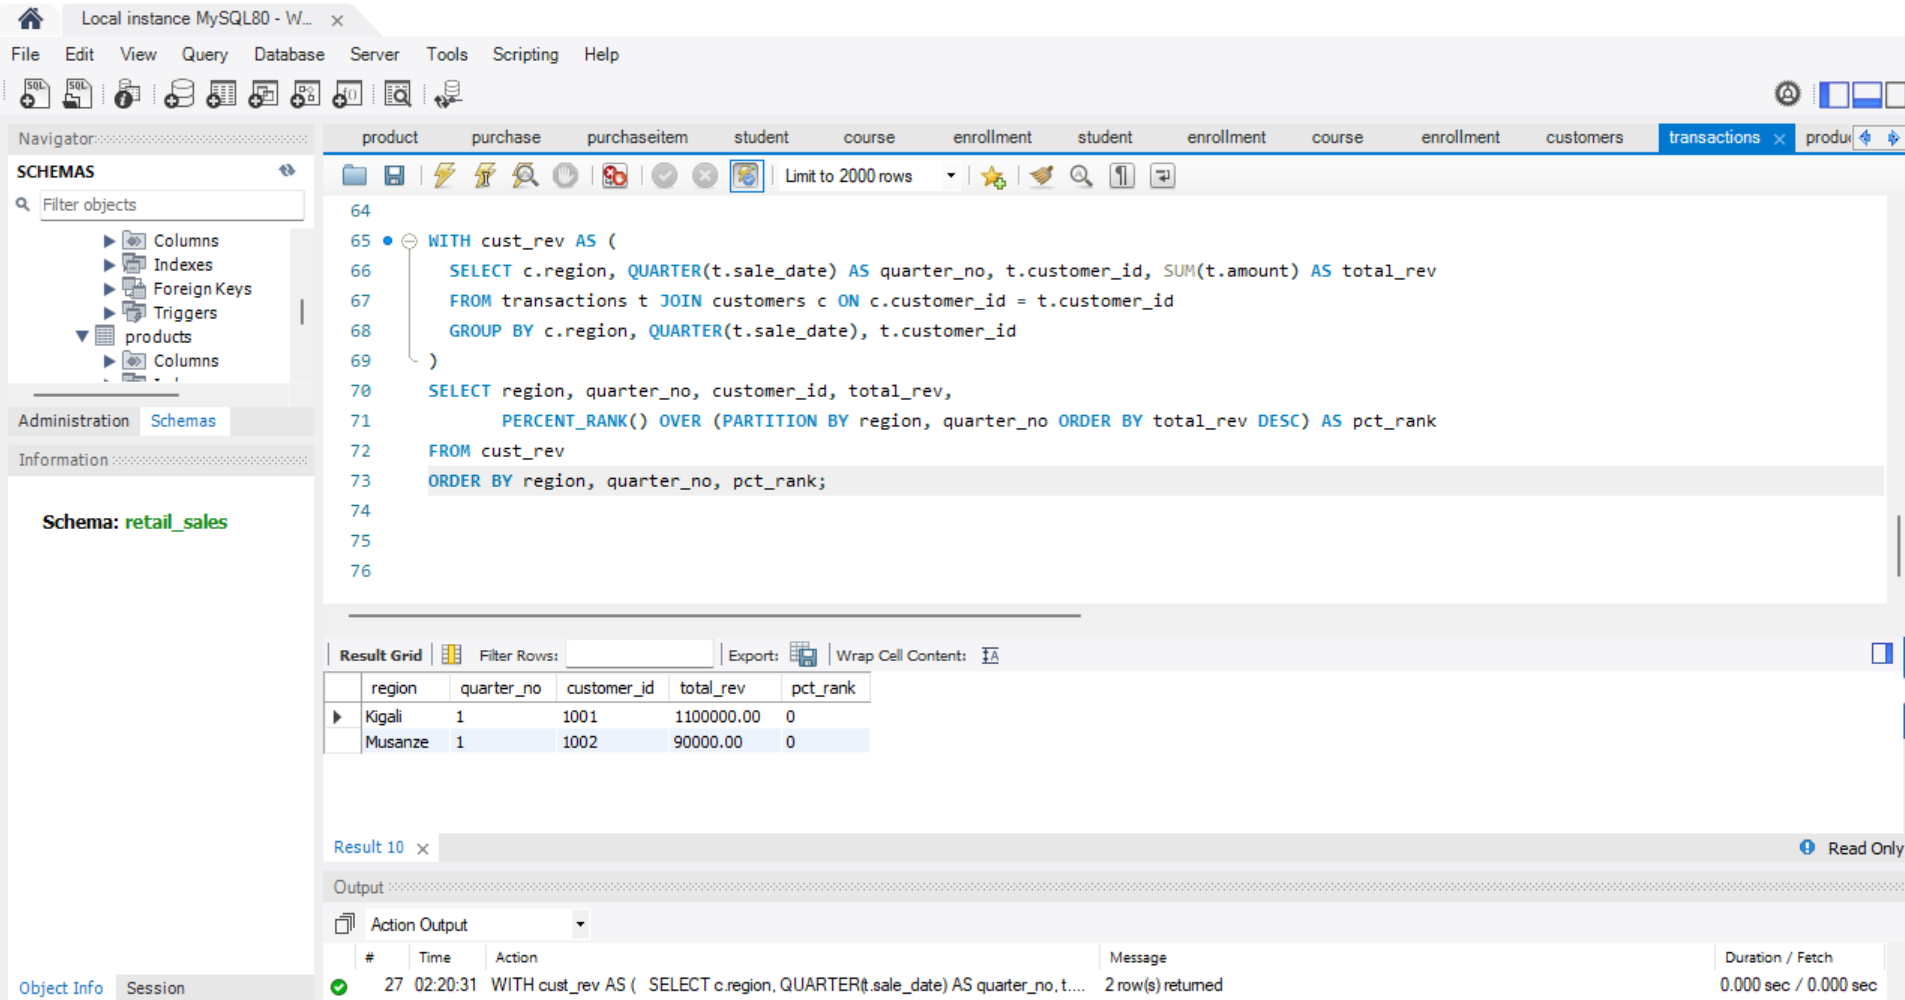 Local instance MySQL80 - W...
File Edit View Query Database Server Tools Scripting Help
Navigator
SCHEMAS
Filter objects
Columns
Indexes
Foreign Keys
Triggers
products
Columns
Administration Schemas
Information
Schema: retail_sales
Object Info Session
product purchase purchaseitem student course enrollment student enrollment course enrollment customers transactions produ
Limit to 2000 rows
64
65 WITH cust_rev AS (
66 SELECT c.region, QUARTER(t.sale_date) AS quarter_no, t.customer_id, SUM(t.amount) AS total_rev
67 FROM transactions t JOIN customers c ON c.customer_id = t.customer_id
68 GROUP BY c.region, QUARTER(t.sale_date), t.customer_id
69 )
70 SELECT region, quarter_no, customer_id, total_rev,
71 PERCENT_RANK() OVER (PARTITION BY region, quarter_no ORDER BY total_rev DESC) AS pct_rank
72 FROM cust_rev
73 ORDER BY region, quarter_no, pct_rank;
74
75
76
Result Grid Filter Rows: Export: Wrap Cell Content:
region quarter_no customer_id total_rev pct_rank
Kigali 1 1001 1100000.00 0
Musanze 1 1002 90000.00 0
Result 10 Read Only
Output
Action Output
# Time Action Message Duration / Fetch
27 02:20:31 WITH cust_rev AS ( SELECT c.region, QUARTER(t.sale_date) AS quarter_no, t.... 2 row(s) returned 0.000 sec / 0.000 sec